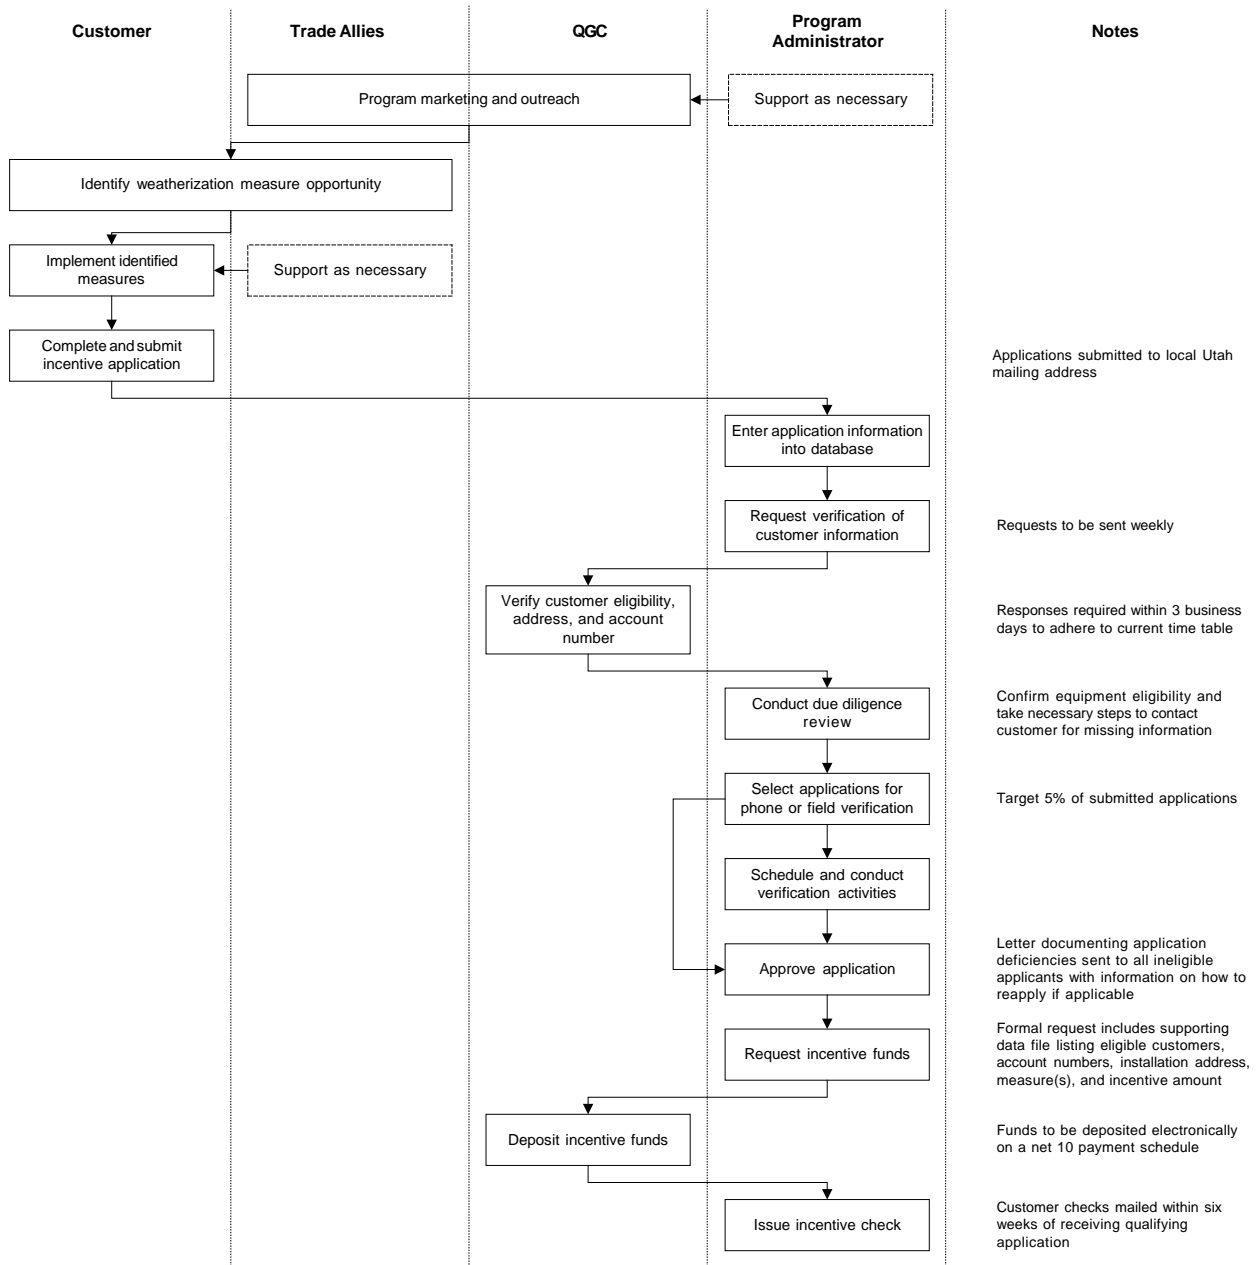 Customer
Trade Allies
QGC
Program
Administrator
Notes
Program marketing and outreach
Support as necessary
Identify weatherization measure opportunity
Implement identified
measures
Support as necessary
Complete and submit
incentive application
Applications submitted to local Utah
mailing address
Enter application information
into database
Request verification of
customer information
Requests to be sent weekly
Verify customer eligibility,
address, and account
number
Responses required within 3 business
days to adhere to current time table
Conduct due diligence
review
Confirm equipment eligibility and
take necessary steps to contact
customer for missing information
Select applications for
phone or field verification
Target 5% of submitted applications
Schedule and conduct
verification activities
Approve application
Letter documenting application
deficiencies sent to all ineligible
applicants with information on how to
reapply if applicable
Request incentive funds
Formal request includes supporting
data file listing eligible customers,
account numbers, installation address,
measure(s), and incentive amount
Deposit incentive funds
Funds to be deposited electronically
on a net 10 payment schedule
Issue incentive check
Customer checks mailed within six
weeks of receiving qualifying
application